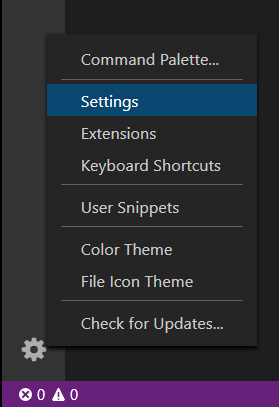 Command Palette...
Settings
Extensions
Keyboard Shortcuts
User Snippets
Color Theme
File Icon Theme
Check for Updates...
0 0